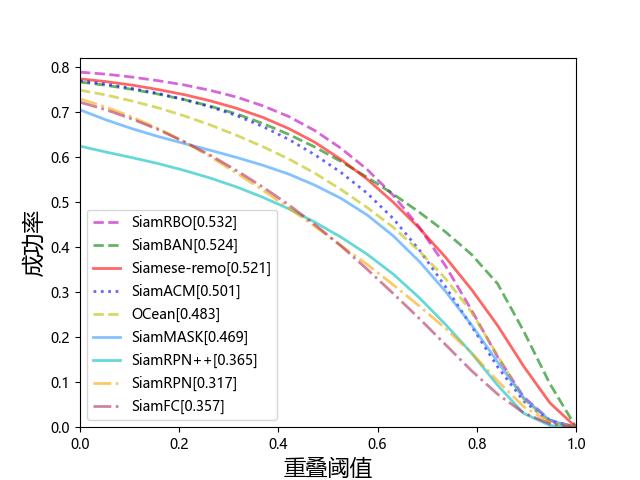 0.8
0.7
0.6
0.5
0.4
0.3
0.2
0.1
0.0
成功率
SiamRBO[0.532]
SiamBAN[0.524]
Siamese-remo[0.521]
SiamACM[0.501]
OCean[0.483]
SiamMASK[0.469]
SiamRPN++[0.365]
SiamRPN[0.317]
SiamFC[0.357]
0.0 0.2 0.4 0.6 0.8 1.0
重叠阈值